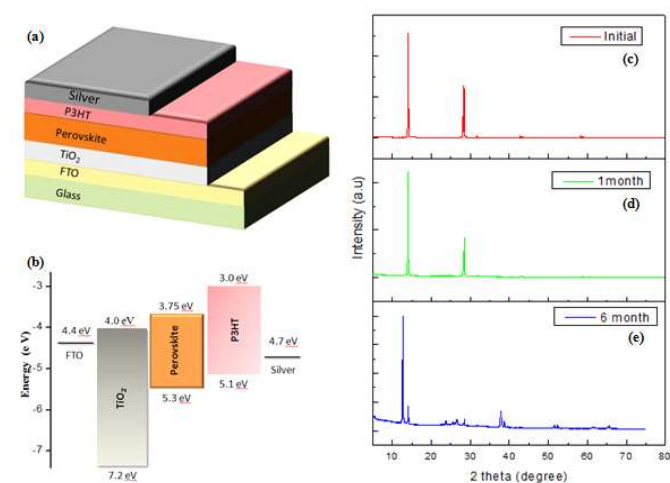 (a)
Silver
P3HT
Perovskite
TiO₂
FTO
Glass
(b)
Energy (e V)
-3
-4
-5
-6
-7
4.4 eV
FTO
4.0 eV
TiO₂
7.2 eV
3.75 eV
Perovskite
5.3 eV
3.0 eV
P3HT
5.1 eV
4.7 eV
Silver
Intensity (a.u)
Initial
(c)
1month
(d)
6 month
(e)
10 20 30 40 50 60 70 80
2 theta (degree)